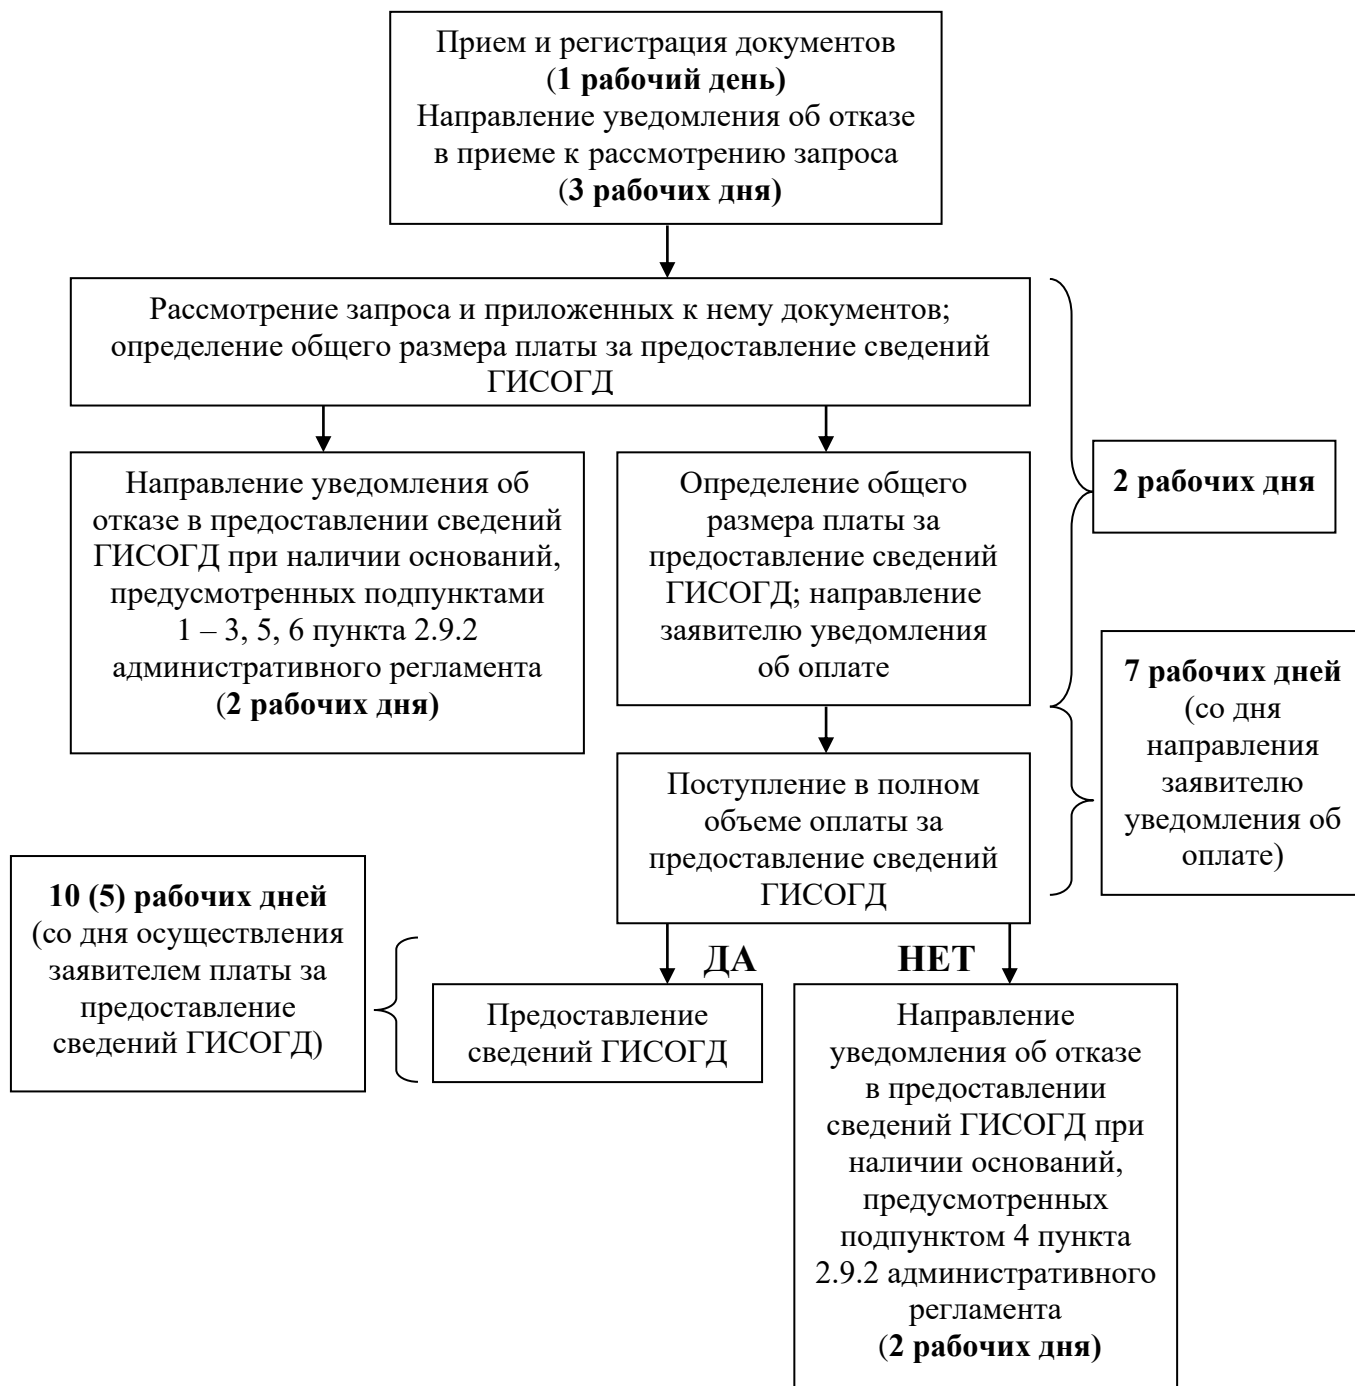 Прием и регистрация документов
(1 рабочий день)
Направление уведомления об отказе
в приеме к рассмотрению запроса
(3 рабочих дня)
Рассмотрение запроса и приложенных к нему документов;
определение общего размера платы за предоставление сведений
ГИСОГД
Направление уведомления об
отказе в предоставлении сведений
ГИСОГД при наличии оснований,
предусмотренных подпунктами
1 – 3, 5, 6 пункта 2.9.2
административного регламента
(2 рабочих дня)
Определение общего
размера платы за
предоставление сведений
ГИСОГД; направление
заявителю уведомления
об оплате
2 рабочих дня
7 рабочих дней
(со дня
направления
заявителю
уведомления об
оплате)
Поступление в полном
объеме оплаты за
предоставление сведений
ГИСОГД
10 (5) рабочих дней
(со дня осуществления
заявителем платы за
предоставление
сведений ГИСОГД)
ДА
НЕТ
Предоставление
сведений ГИСОГД
Направление
уведомления об отказе
в предоставлении
сведений ГИСОГД при
наличии оснований,
предусмотренных
подпунктом 4 пункта
2.9.2 административного
регламента
(2 рабочих дня)